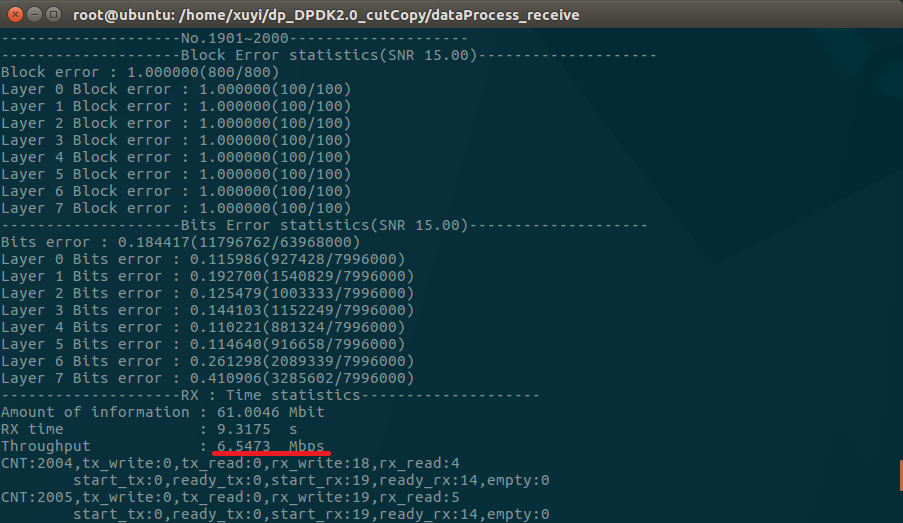 root@ubuntu: /home/xuyi/dp_DPDK2.0_cutCopy/dataProcess_receive
--------------------No.1901~2000--------------------
--------------------Block Error statistics(SNR 15.00)--------------------
Block error : 1.000000(800/800)
Layer 0 Block error : 1.000000(100/100)
Layer 1 Block error : 1.000000(100/100)
Layer 2 Block error : 1.000000(100/100)
Layer 3 Block error : 1.000000(100/100)
Layer 4 Block error : 1.000000(100/100)
Layer 5 Block error : 1.000000(100/100)
Layer 6 Block error : 1.000000(100/100)
Layer 7 Block error : 1.000000(100/100)
--------------------Bits Error statistics(SNR 15.00)--------------------
Bits error : 0.184417(11796762/63968000)
Layer 0 Bits error : 0.115986(927428/7996000)
Layer 1 Bits error : 0.192700(1540829/7996000)
Layer 2 Bits error : 0.125479(1003333/7996000)
Layer 3 Bits error : 0.144103(1152249/7996000)
Layer 4 Bits error : 0.110221(881324/7996000)
Layer 5 Bits error : 0.114640(916658/7996000)
Layer 6 Bits error : 0.261298(2089339/7996000)
Layer 7 Bits error : 0.410906(3285602/7996000)
--------------------RX : Time statistics--------------------
Amount of information : 61.0046 Mbit
RX time               : 9.3175  s
Throughput            : 6.5473  Mbps
CNT:2004,tx_write:0,tx_read:0,rx_write:18,rx_read:4
        start_tx:0,ready_tx:0,start_rx:19,ready_rx:14,empty:0
CNT:2005,tx_write:0,tx_read:0,rx_write:19,rx_read:5
        start_tx:0,ready_tx:0,start_rx:19,ready_rx:14,empty:0